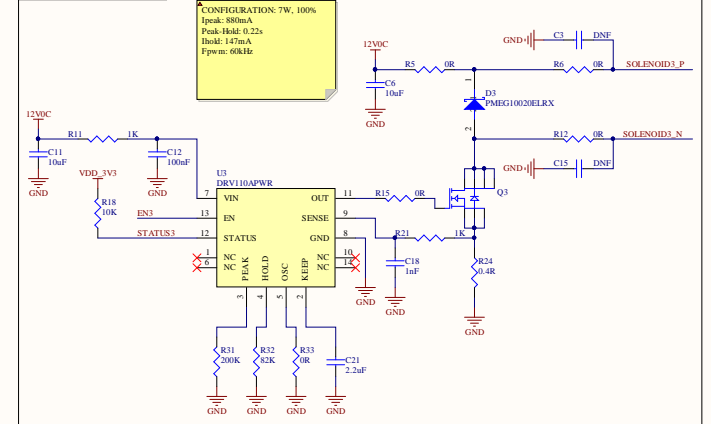 CONFIGURATION: 7W, 100%
Ipeak: 880mA
Peak-Hold: 0.22s
Ihold: 147mA
Fpwm: 60kHz
GND
C3
DNF
12V0C
R5
0R
R6
0R
SOLENOID3_P
C6
10uF
GND
1
D3
PMEG10020ELRX
2
12V0C
R11
1K
C11
10uF
GND
C12
100nF
GND
R12
0R
SOLENOID3_N
GND
C15
DNF
VDD_3V3
R18
10K
EN3
STATUS3
U3
DRV110APWR
7
VIN
OUT
11
R15
0R
Q3
13
EN
SENSE
9
12
STATUS
GND
8
R21
1K
1
NC
NC
10
6
NC
NC
14
PEAK
HOLD
OSC
KEEP
3
4
5
2
C18
1nF
GND
GND
R24
0.4R
GND
R31
200K
R32
82K
R33
0R
C21
2.2uF
GND
GND
GND
GND